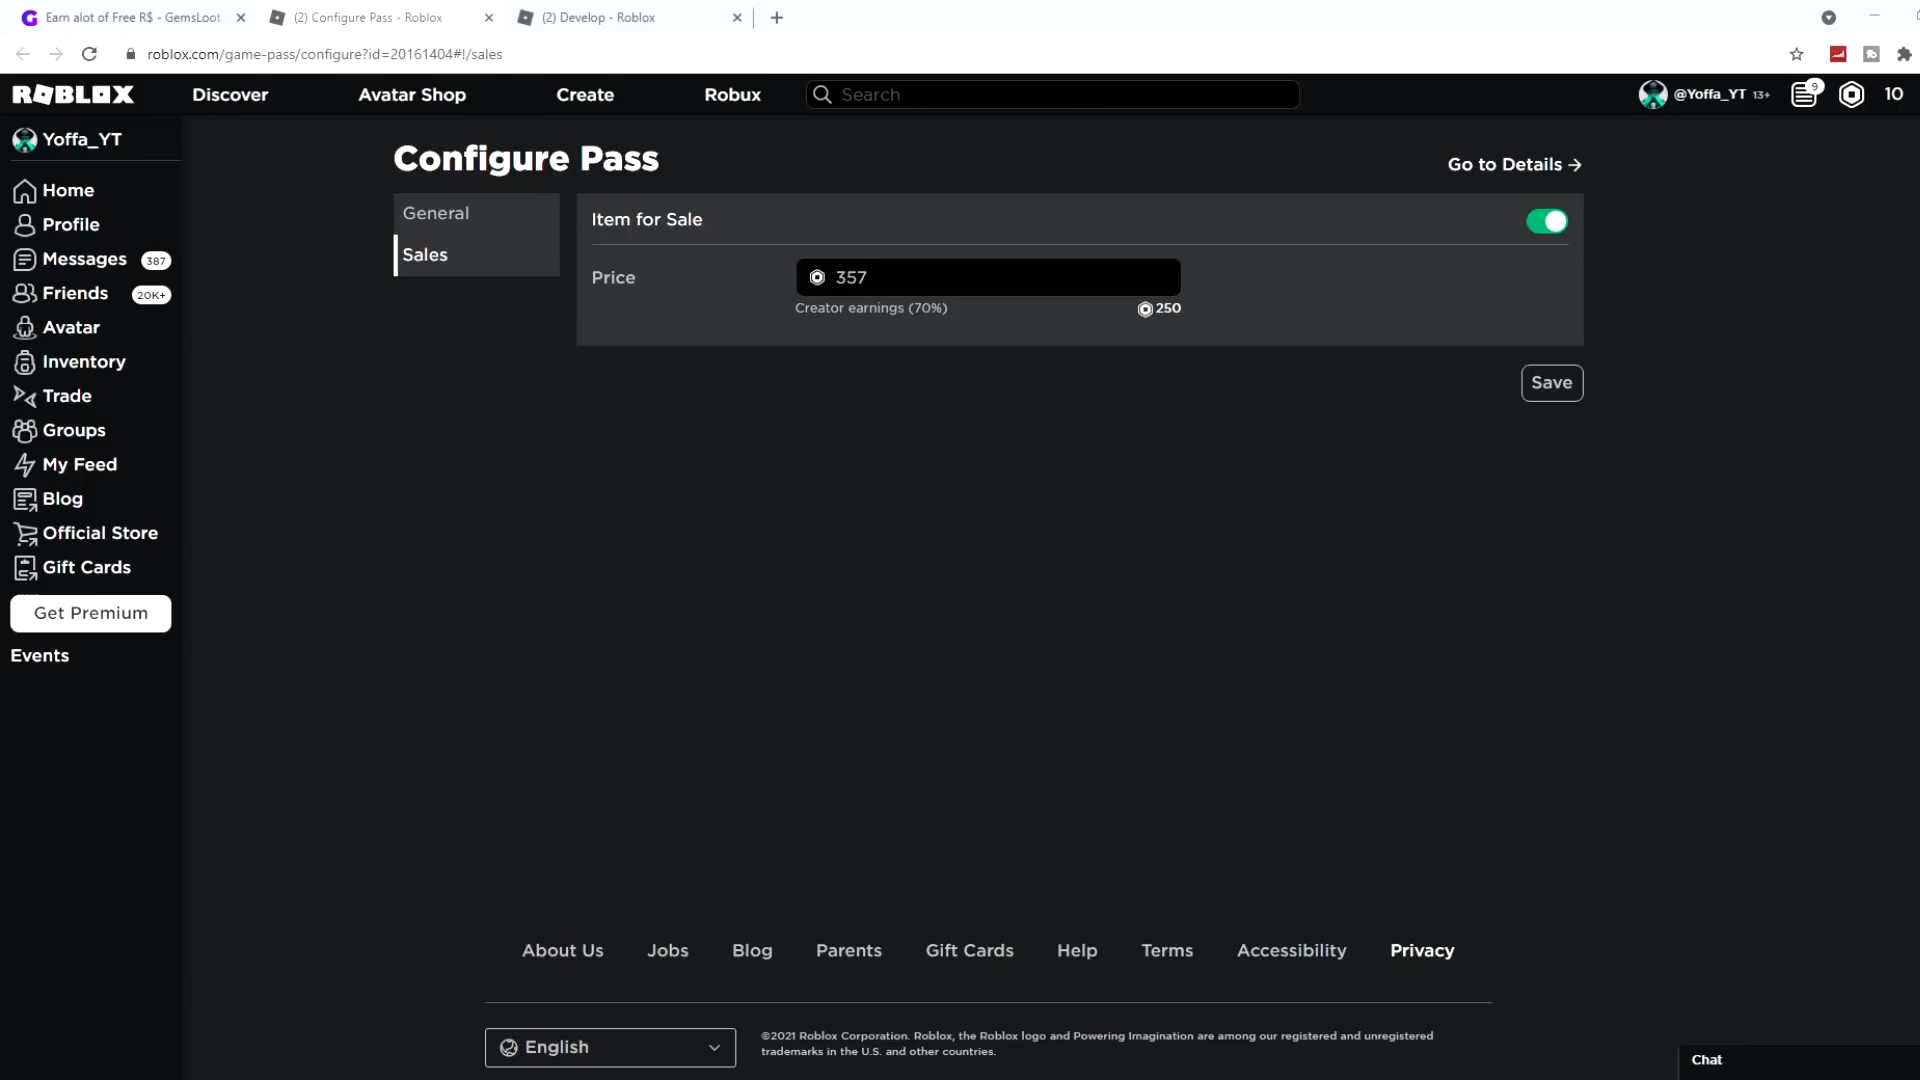 Earn alot of Free R$ - GemsLoot
(2) Configure Pass - Roblox
(2) Develop - Roblox
roblox.com/game-pass/configure?id=20161404#!/sales
ROBLOX
Discover
Avatar Shop
Create
Robux
Search
@Yoffa_YT 13+
9
10
Yoffa_YT
Home
Profile
Messages 387
Friends 20K+
Avatar
Inventory
Trade
Groups
My Feed
Blog
Official Store
Gift Cards
Get Premium
Events
Configure Pass
Go to Details →
General
Sales
Item for Sale
Price
357
Creator earnings (70%)
250
Save
About Us
Jobs
Blog
Parents
Gift Cards
Help
Terms
Accessibility
Privacy
English
©2021 Roblox Corporation. Roblox, the Roblox logo and Powering Imagination are among our registered and unregistered
trademarks in the U.S. and other countries.
Chat